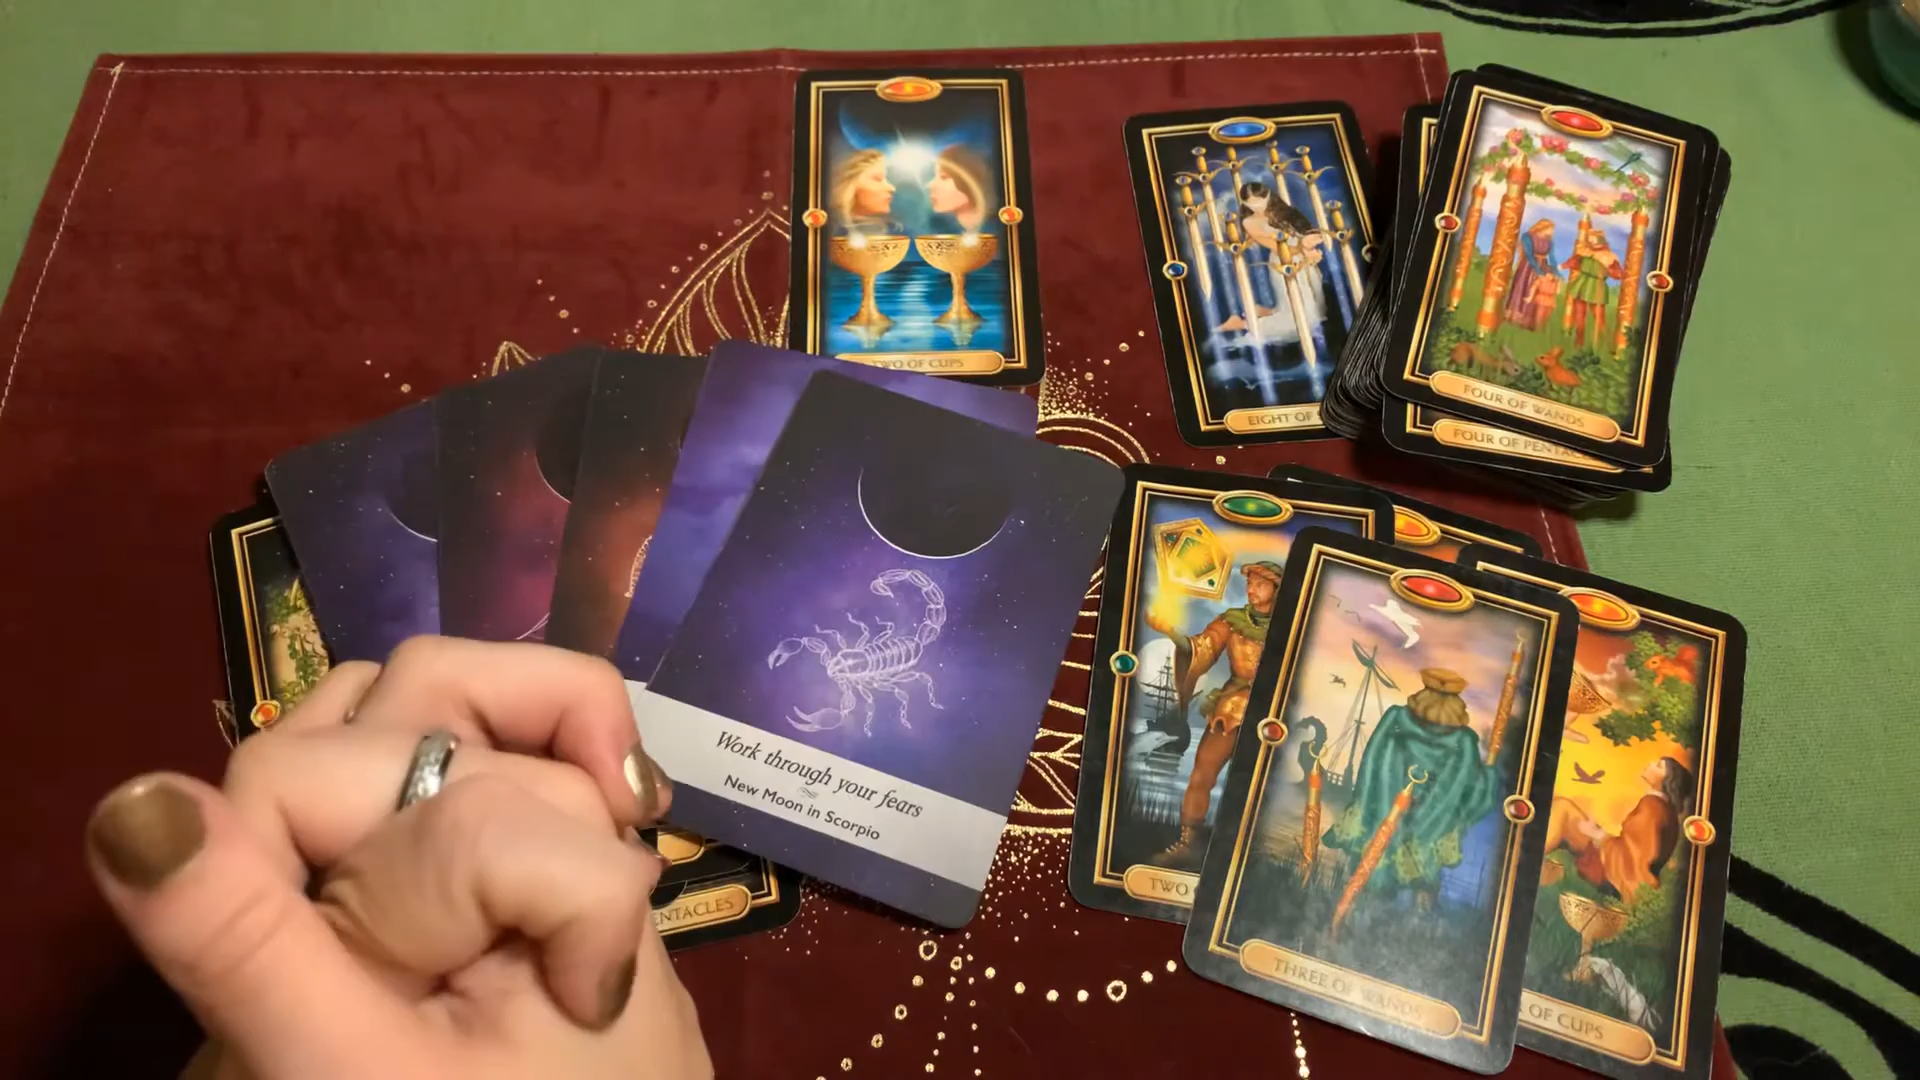 TWO OF CUPS
EIGHT OF
FOUR OF WANDS
FOUR OF PENTAC
Work through your fears
New Moon in Scorpio
ENTACLES
TWO
THREE OF WANDS
OF CUPS